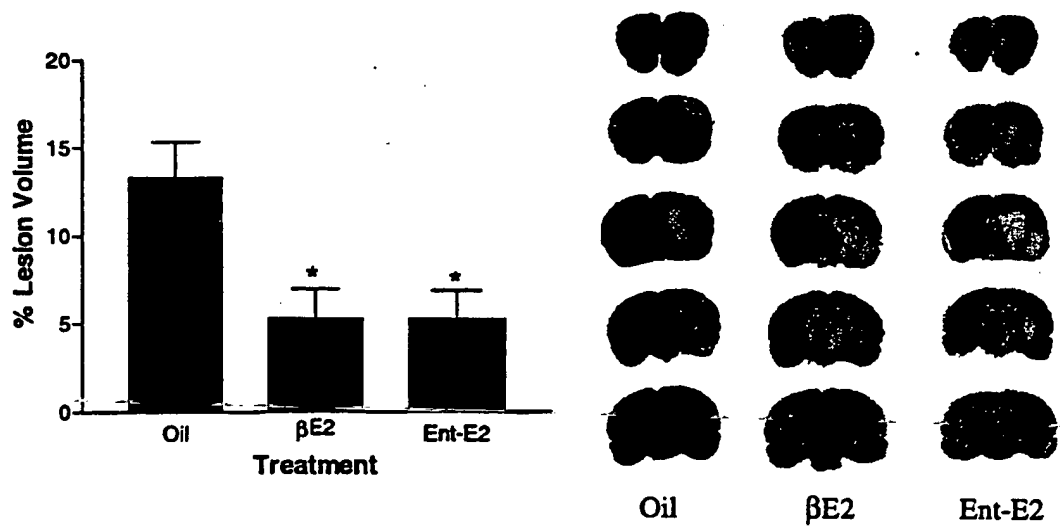 20
15
10
5
0
% Lesion Volume
*
*
Oil
βE2
Ent-E2
Treatment
Oil
βE2
Ent-E2